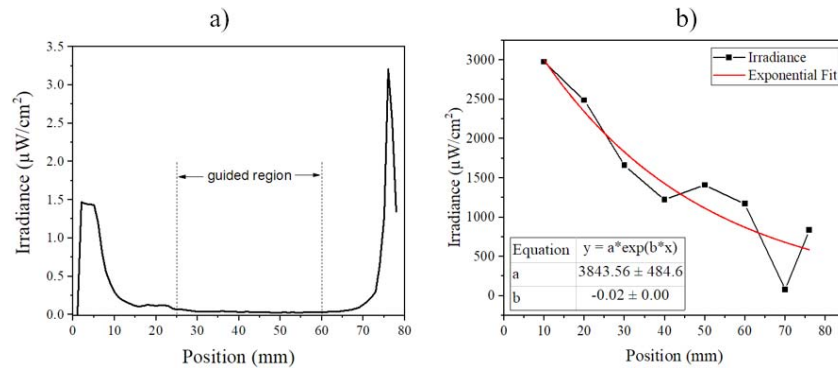 a)
3.5
3.0
2.5
2.0
1.5
1.0
0.5
0.0
Irradiance (µW/cm²)
guided region
0 10 20 30 40 50 60 70 80
Position (mm)
b)
3000
2500
2000
1500
1000
500
0
Irradiance (µW/cm²)
Irradiance
Exponential Fit
Equation y = a*exp(b*x)
a 3843.56 ± 484.6
b -0.02 ± 0.00
0 10 20 30 40 50 60 70 80
Position (mm)